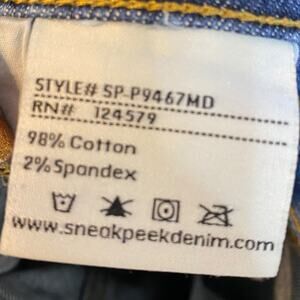 STYLE# SP-P9467MD
RN# 124579
98% Cotton
2% Spandex
www.sneakpeekdenim.com